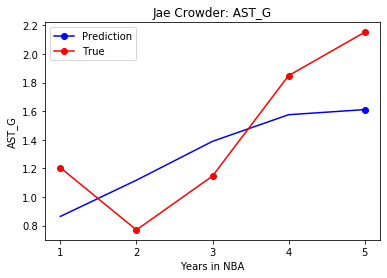 Jae Crowder: AST_G
Prediction
True
2.2
2.0
1.8
1.6
1.4
1.2
1.0
0.8
AST_G
1 2 3 4 5
Years in NBA